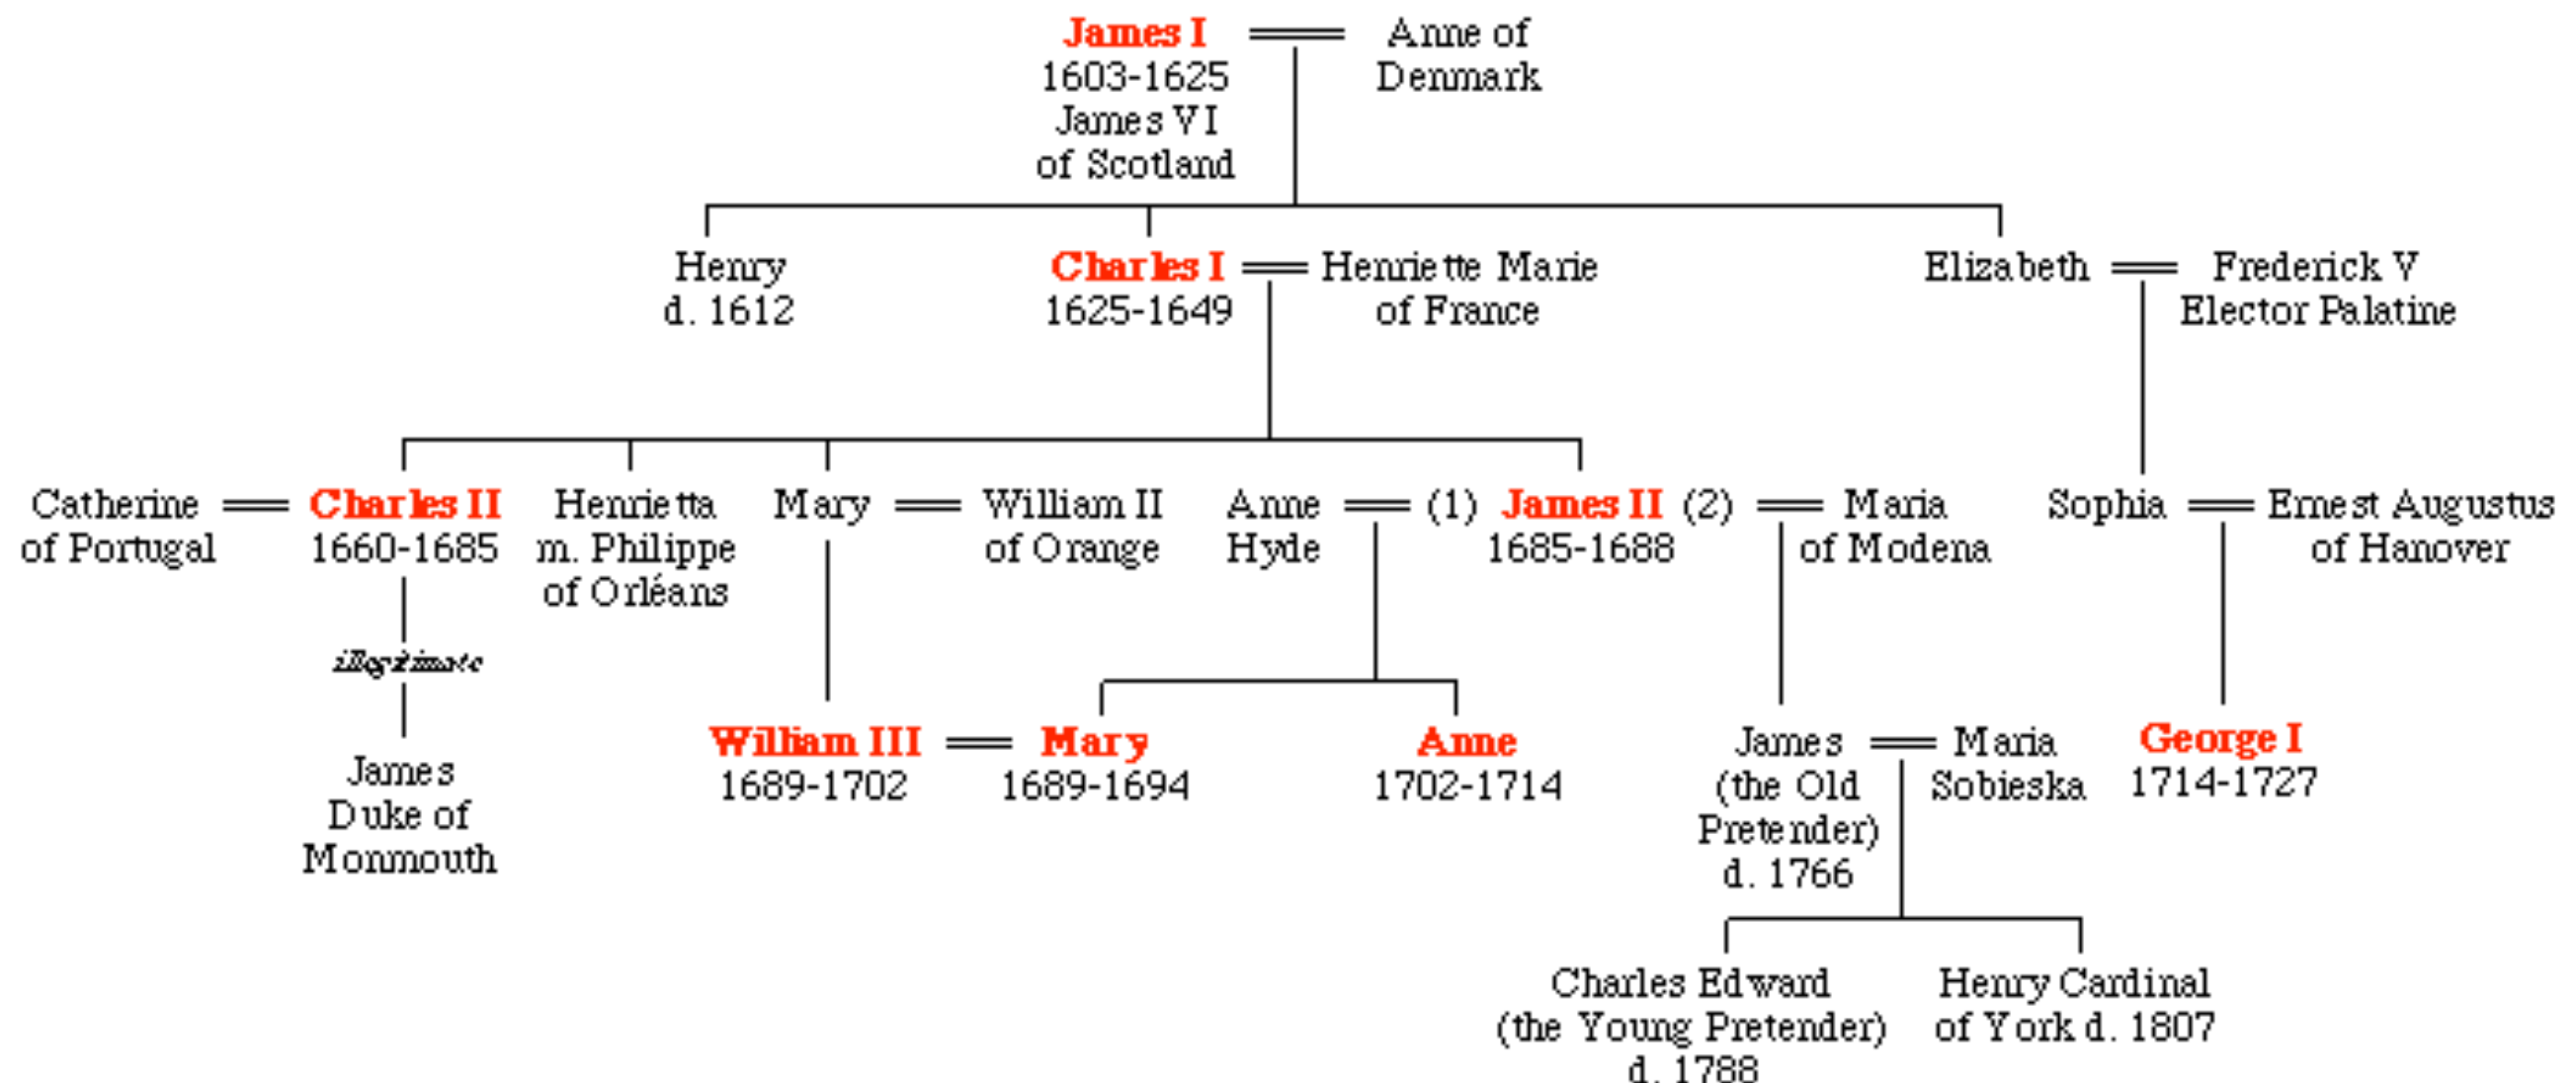 James I
1603-1625
James VI
of Scotland
Anne of
Denmark
Henry
d. 1612
Charles I
1625-1649
Henriette Marie
of France
Elizabeth
Frederick V
Elector Palatine
Catherine
of Portugal
Charles II
1660-1685
Henrietta
m. Philippe
of Orléans
Mary
William II
of Orange
Anne
Hyde
(1) James II (2)
1685-1688
Maria
of Modena
Sophia
Ernest Augustus
of Hanover
illegitimate
James
Duke of
Monmouth
William III
1689-1702
Mary
1689-1694
Anne
1702-1714
James
(the Old
Pretender)
d. 1766
Maria
Sobieska
George I
1714-1727
Charles Edward
(the Young Pretender)
d. 1788
Henry Cardinal
of York d. 1807